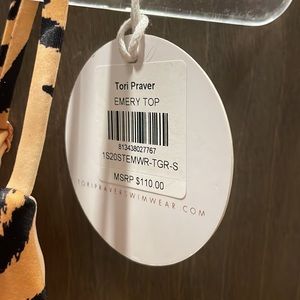 Tori Praver
EMERY TOP
813438027767
1S20STEMWR-TGR-S
MSRP $110.00
TORIPRAVERSWIMWEAR.COM